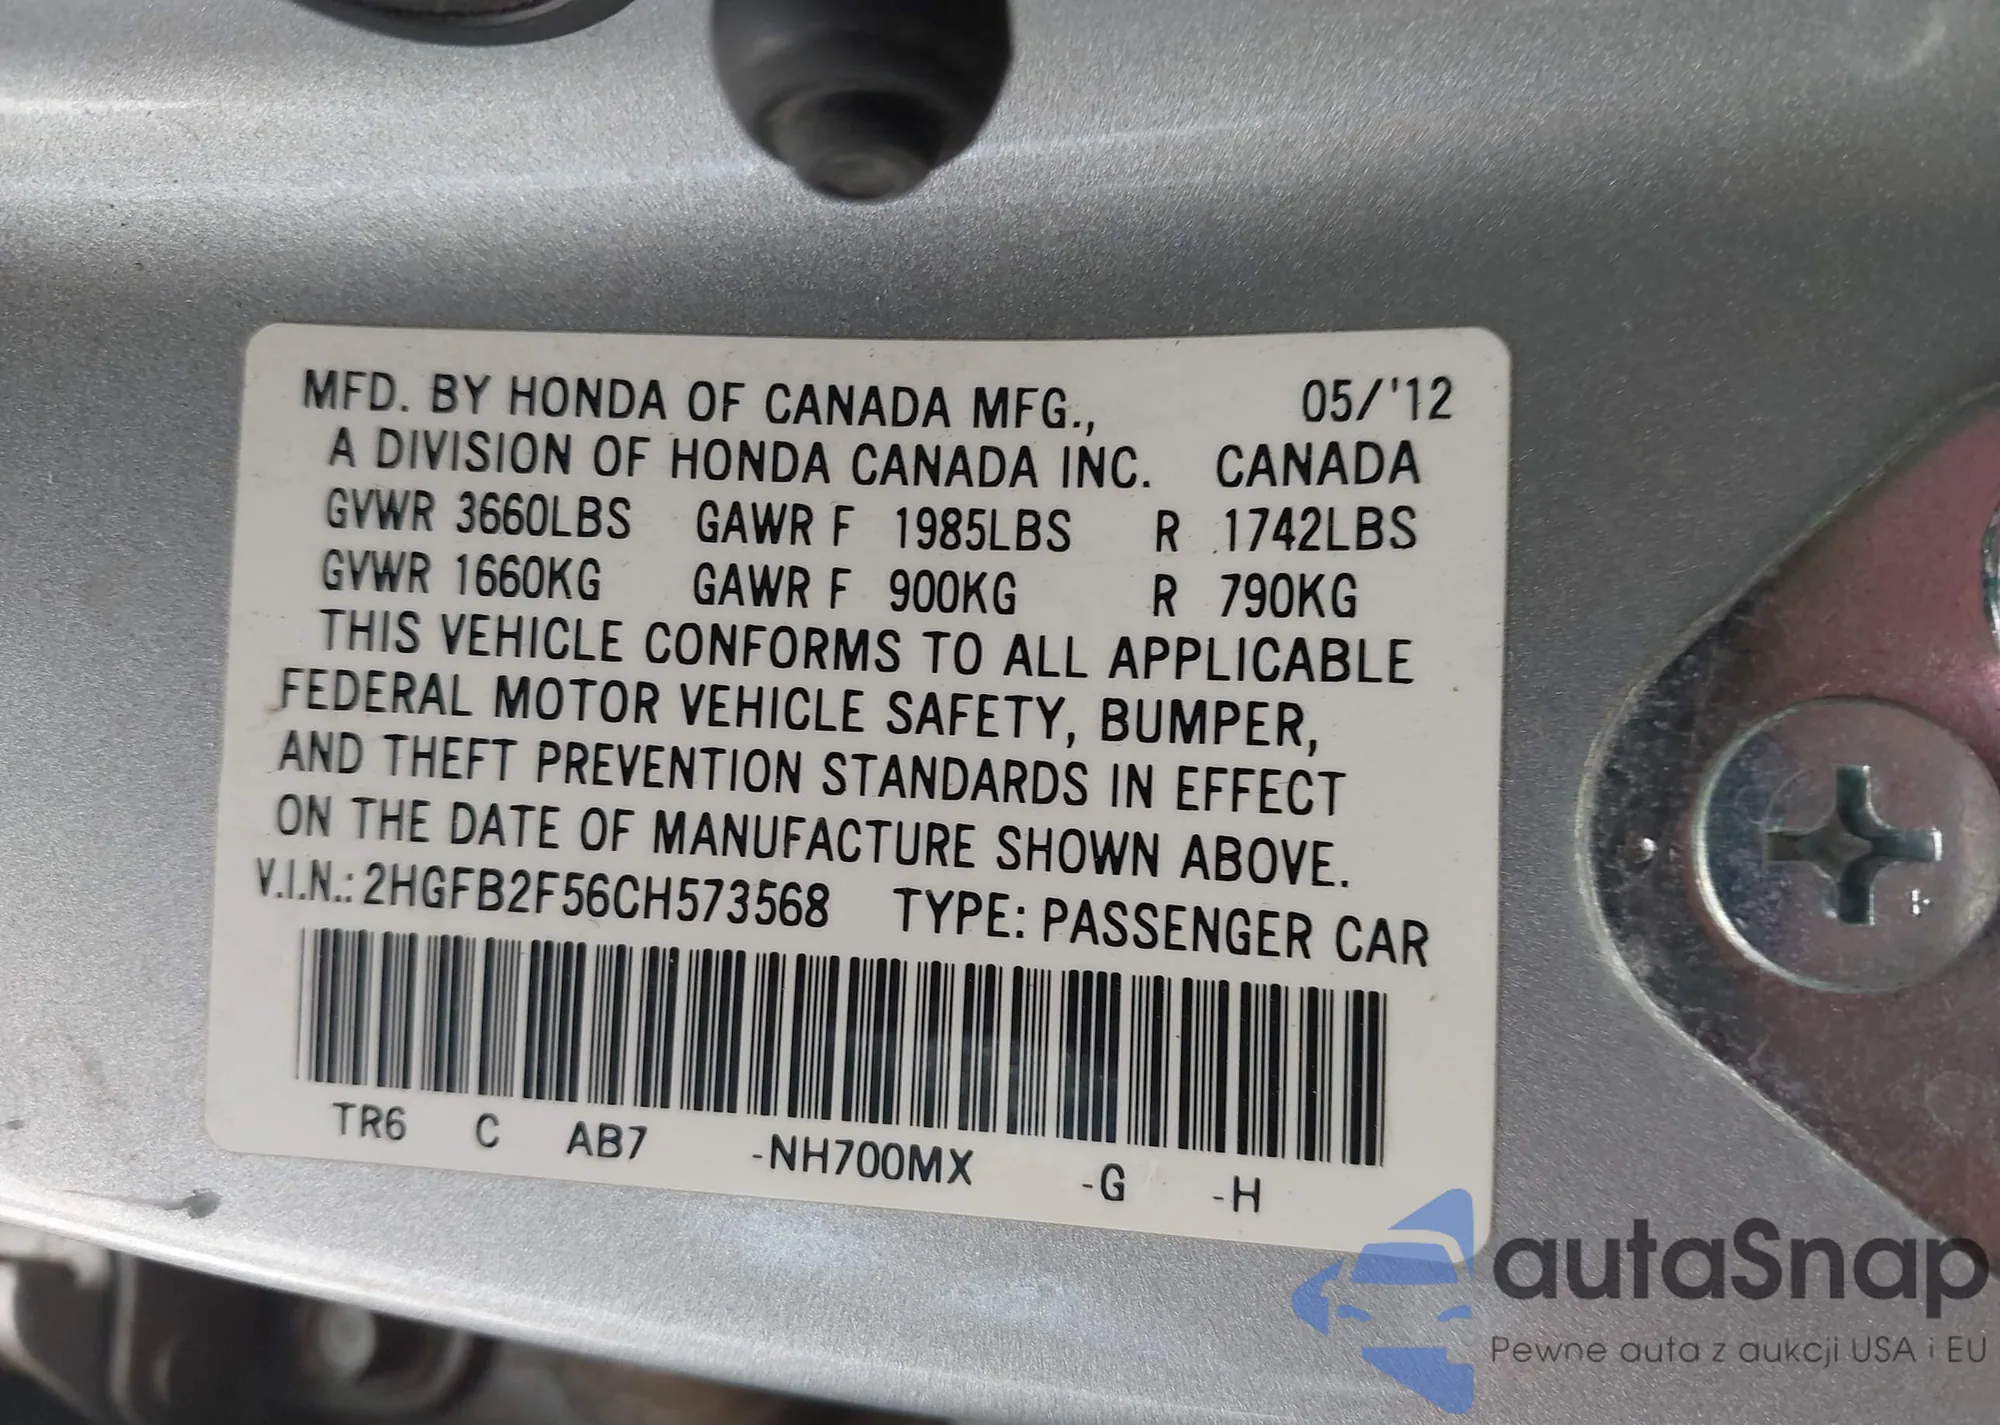 MFD. BY HONDA OF CANADA MFG., 05/'12
A DIVISION OF HONDA CANADA INC. CANADA
GVWR 3660LBS GAWR F 1985LBS R 1742LBS
GVWR 1660KG GAWR F 900KG R 790KG
THIS VEHICLE CONFORMS TO ALL APPLICABLE
FEDERAL MOTOR VEHICLE SAFETY, BUMPER,
AND THEFT PREVENTION STANDARDS IN EFFECT
ON THE DATE OF MANUFACTURE SHOWN ABOVE.
V.I.N.: 2HGFB2F56CH573568 TYPE: PASSENGER CAR
TR6 C AB7 -NH700MX -G -H
autaSnap
Pewne auta z aukcji USA i EU